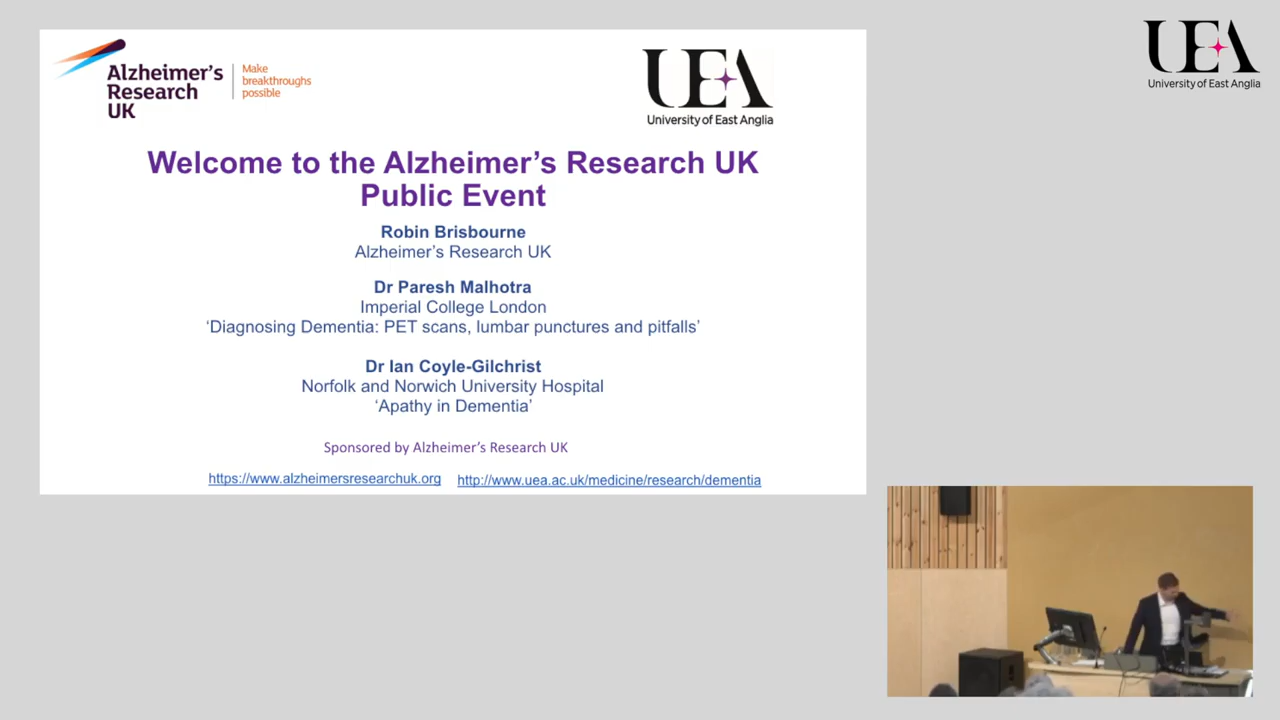 Alzheimer's
Research
UK
Make
breakthroughs
possible
UEA
University of East Anglia
UEA
University of East Anglia
Welcome to the Alzheimer's Research UK
Public Event
Robin Brisbourne
Alzheimer's Research UK
Dr Paresh Malhotra
Imperial College London
‘Diagnosing Dementia: PET scans, lumbar punctures and pitfalls’
Dr Ian Coyle-Gilchrist
Norfolk and Norwich University Hospital
‘Apathy in Dementia’
Sponsored by Alzheimer's Research UK
https://www.alzheimersresearchuk.org http://www.uea.ac.uk/medicine/research/dementia